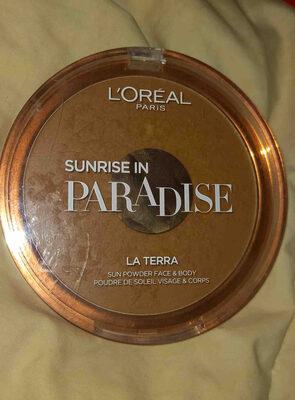 L'ORÉAL
PARIS
SUNRISE IN
PARADISE
LA TERRA
SUN POWDER FACE & BODY
POUDRE DE SOLEIL VISAGE & CORPS